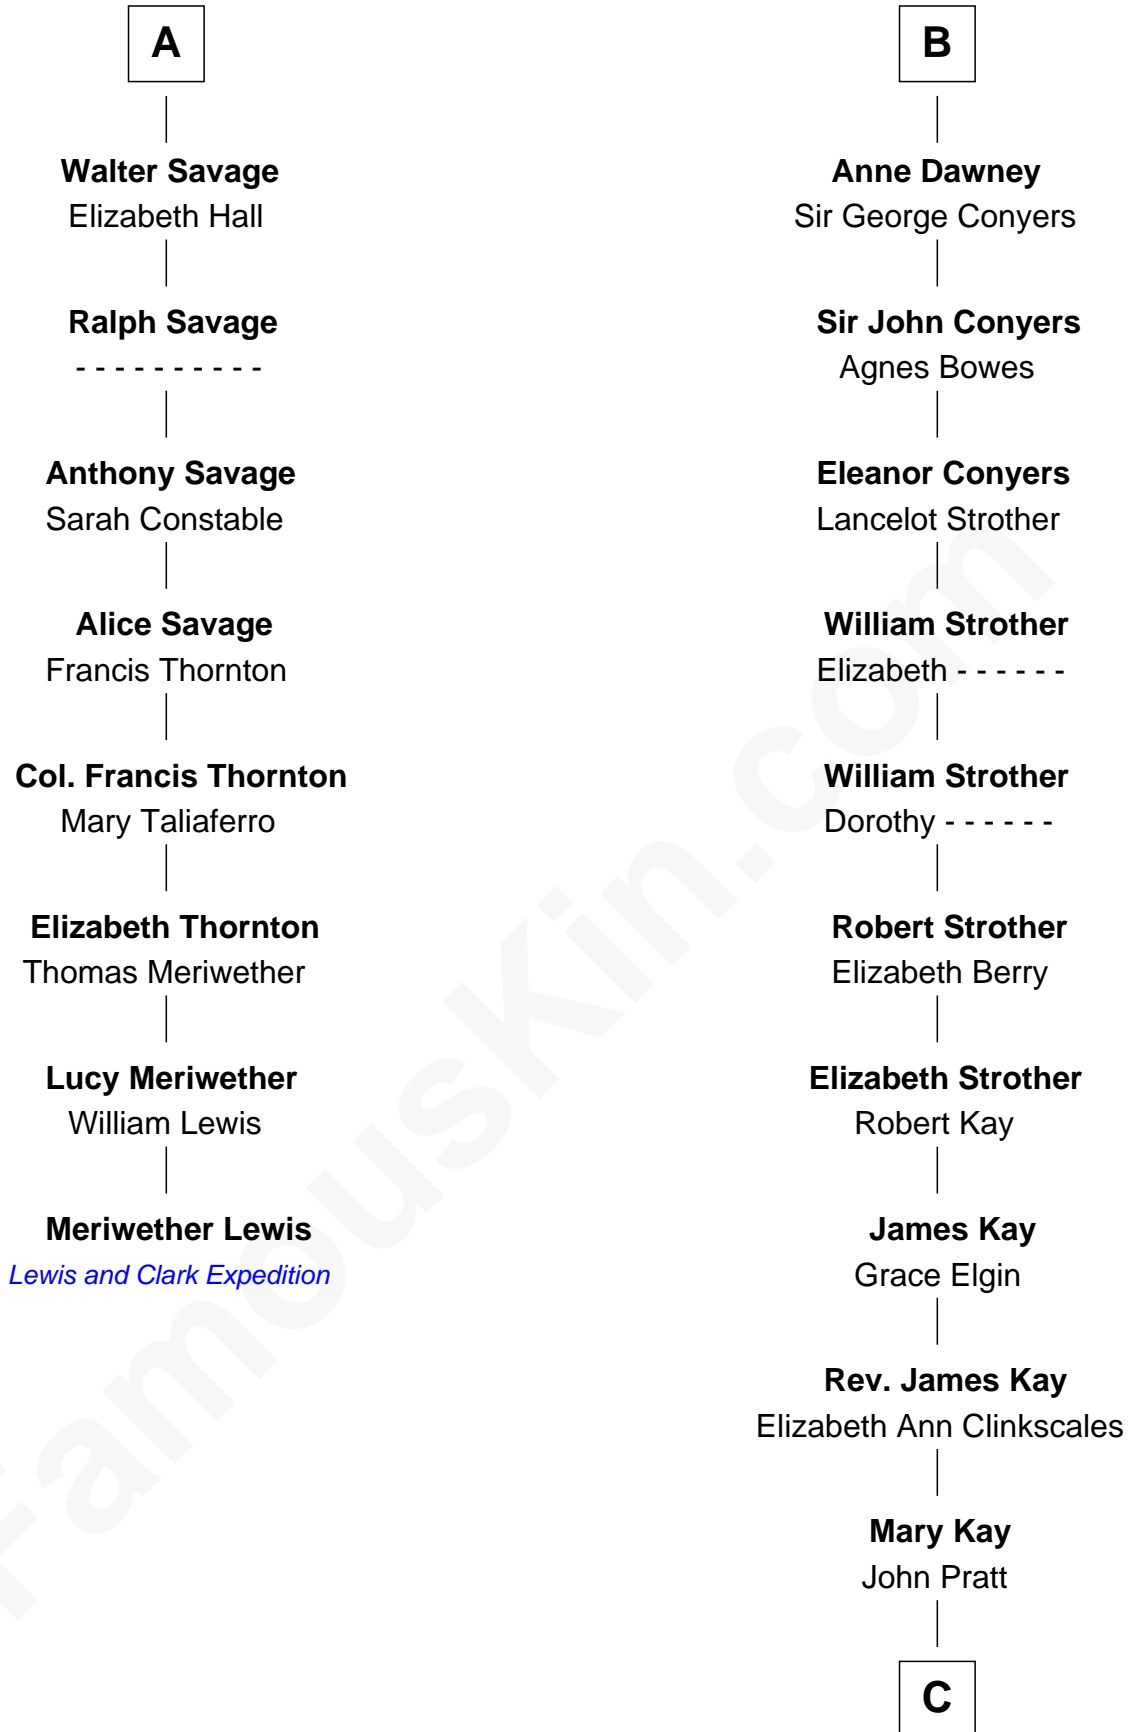 A
Walter Savage
Elizabeth Hall
Ralph Savage
- - - - - - - - - -
Anthony Savage
Sarah Constable
Alice Savage
Francis Thornton
Col. Francis Thornton
Mary Taliaferro
Elizabeth Thornton
Thomas Meriwether
Lucy Meriwether
William Lewis
Meriwether Lewis
Lewis and Clark Expedition
B
Anne Dawney
Sir George Conyers
Sir John Conyers
Agnes Bowes
Eleanor Conyers
Lancelot Strother
William Strother
Elizabeth - - - - - -
William Strother
Dorothy - - - - - -
Robert Strother
Elizabeth Berry
Elizabeth Strother
Robert Kay
James Kay
Grace Elgin
Rev. James Kay
Elizabeth Ann Clinkscales
Mary Kay
John Pratt
C
FamousKin.com